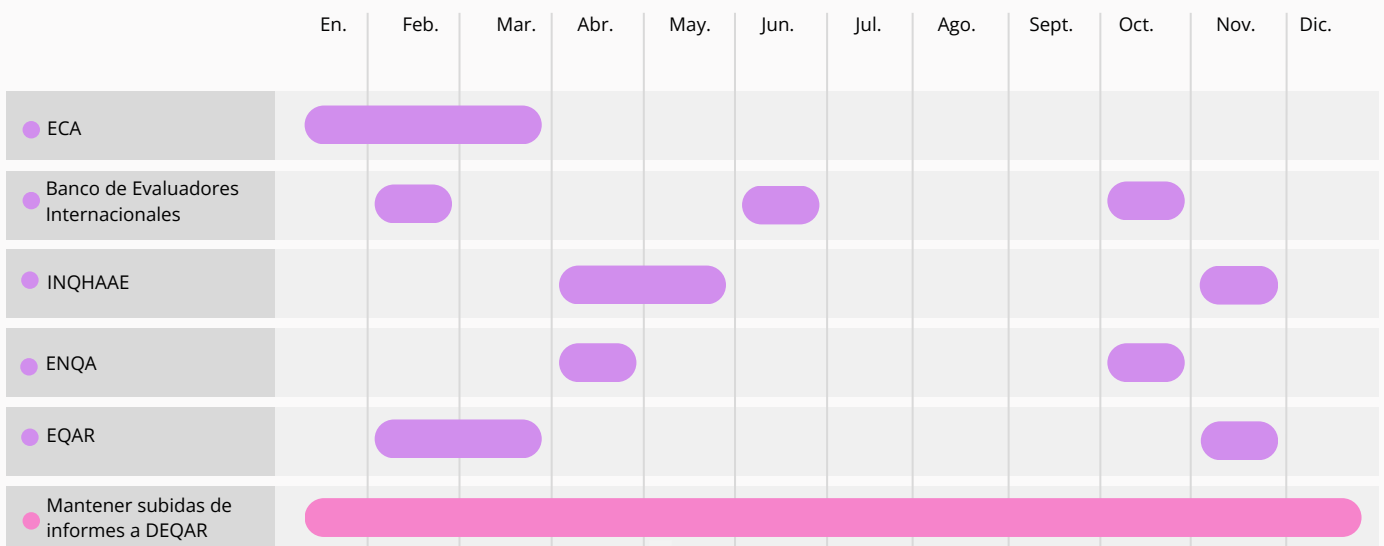 En. Feb. Mar. Abr. May. Jun. Jul. Ago. Sept. Oct. Nov. Dic.
ECA
Banco de Evaluadores
Internacionales
INQHAAE
ENQA
EQAR
Mantener subidas de
informes a DEQAR